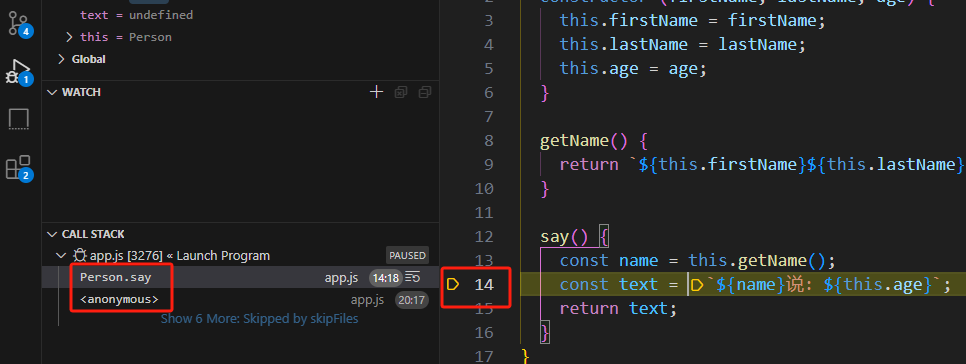 4
1
2
text = undefined
this = Person
Global
WATCH
CALL STACK
app.js [3276] « Launch Program PAUSED
Person.say app.js 14:18
<anonymous> app.js 20:17
Show 6 More: Skipped by skipFiles
3 this.firstName = firstName;
4 this.lastName = lastName;
5 this.age = age;
6 }
7
8 getName() {
9 return `${this.firstName}${this.lastName}
10 }
11
12 say() {
13 const name = this.getName();
14 const text = `${name}说: ${this.age}`;
15 return text;
16 }
17 }